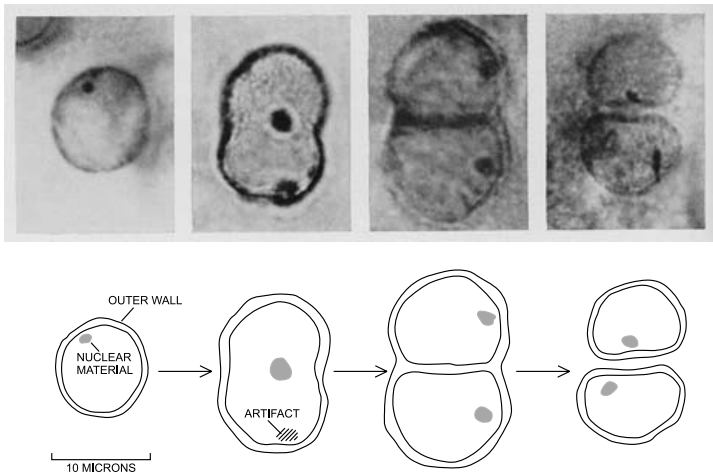 OUTER WALL
NUCLEAR
MATERIAL
ARTIFACT
10 MICRONS